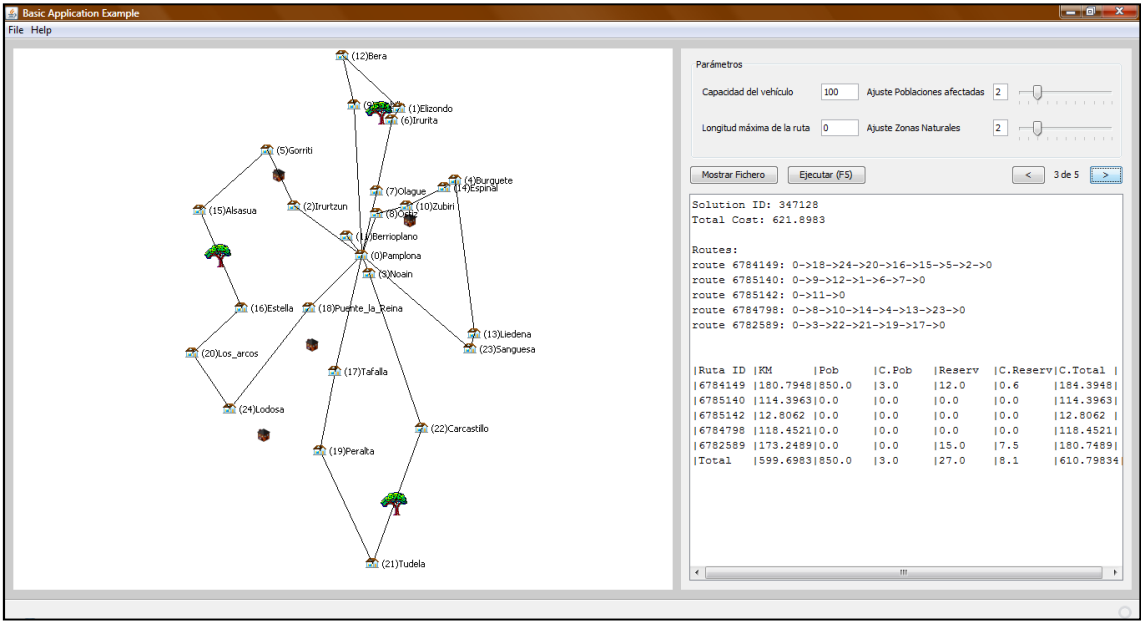 Basic Application Example
File Help
(12)Bera
(1)Elizondo
(6)Irurita
(5)Gorriti
(4)Burguete
(14)Espinal
(7)Olague
(2)Irurtzun
(10)Zubiri
(15)Alsasua
(8)Ostiz
(11)Berrioplano
(0)Pamplona
(3)Noain
(16)Estella
(18)Puente_la_Reina
(13)Liedena
(23)Sanguesa
(20)Los_arcos
(17)Tafalla
(24)Lodosa
(22)Carcastillo
(19)Peralta
(21)Tudela
Parámetros
Capacidad del vehículo 100 Ajuste Poblaciones afectadas 2
Longitud máxima de la ruta 0 Ajuste Zonas Naturales 2
Mostrar Fichero Ejecutar (F5) < 3 de 5 >
Solution ID: 347128
Total Cost: 621.8983
Routes:
route 6784149: 0->18->24->20->16->15->5->2->0
route 6785140: 0->9->12->1->6->7->0
route 6785142: 0->11->0
route 6784798: 0->8->10->14->4->13->23->0
route 6782589: 0->3->22->21->19->17->0
|Ruta ID |KM |Pob |C.Pob |Reserv |C.Reserv|C.Total |
|6784149 |180.7948|850.0 |3.0 |12.0 |0.6 |184.3948|
|6785140 |114.3963|0.0 |0.0 |0.0 |0.0 |114.3963|
|6785142 |12.8062 |0.0 |0.0 |0.0 |0.0 |12.8062 |
|6784798 |118.4521|0.0 |0.0 |0.0 |0.0 |118.4521|
|6782589 |173.2489|0.0 |0.0 |15.0 |7.5 |180.7489|
|Total |599.6983|850.0 |3.0 |27.0 |8.1 |610.79834|